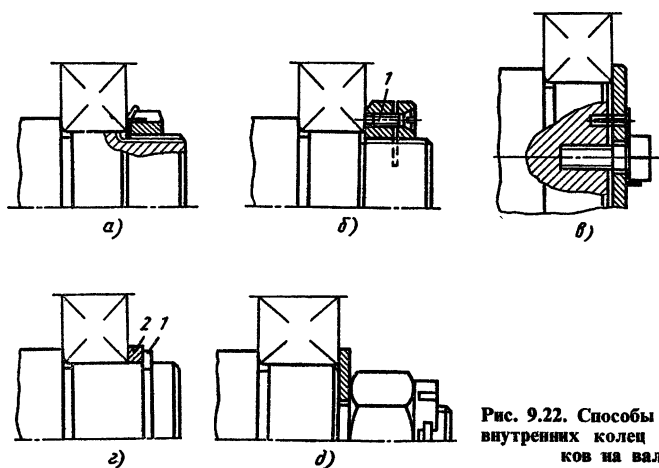 1
а)
б)
в)
2 1
г)
д)
Рис. 9.22. Способы
внутренних колец
ков на вал